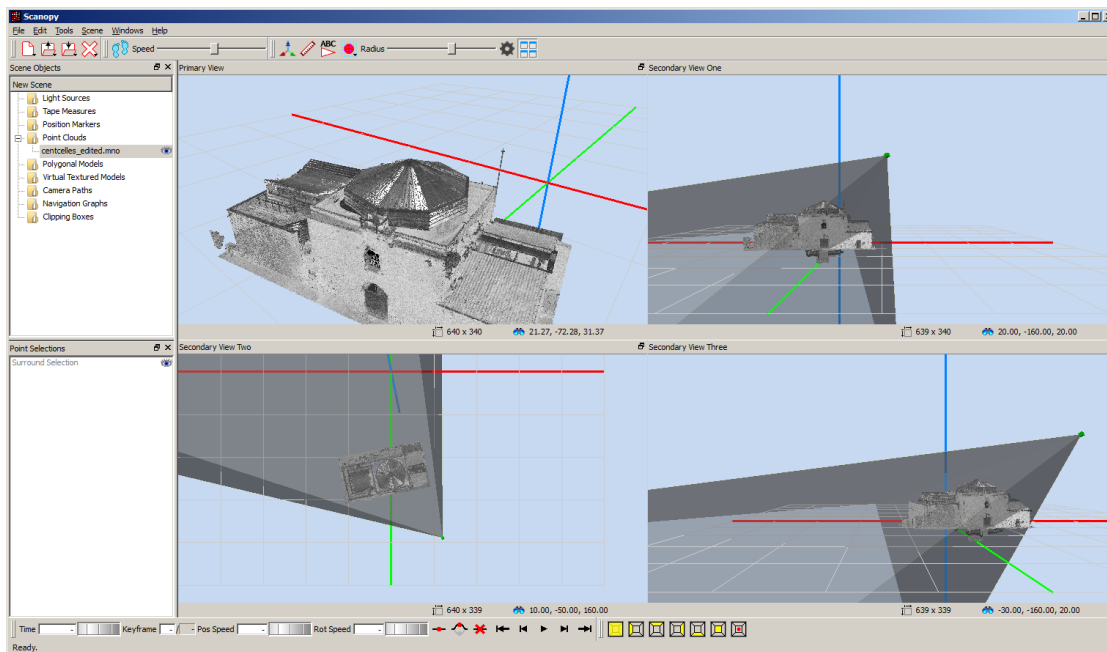 Scanopy
File Edit Tools Scene Windows Help
Speed
ABC
Radius
Scene Objects
Primary View
Secondary View One
New Scene
Light Sources
Tape Measures
Position Markers
Point Clouds
centcelles_edited.mno
Polygonal Models
Virtual Textured Models
Camera Paths
Navigation Graphs
Clipping Boxes
640 x 340 21.27, -72.28, 31.37
639 x 340 20.00, -160.00, 20.00
Point Selections
Secondary View Two
Secondary View Three
Surround Selection
640 x 339 10.00, -50.00, 160.00
639 x 339 -30.00, -160.00, 20.00
Time - Keyframe - / - Pos Speed - Rot Speed -
Ready.